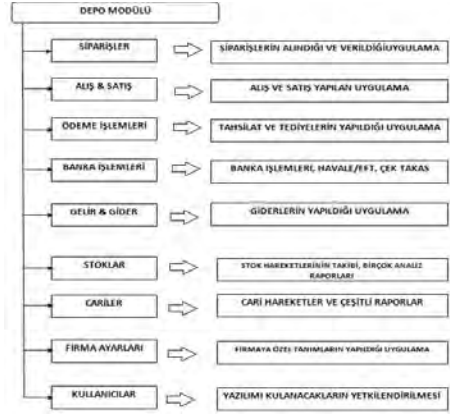 DEPO MODÜLÜ
SİPARİŞLER
SİPARİŞLERİN ALINDIĞI VE VERİLDİĞİUYGULAMA
ALIŞ & SATIŞ
ALIŞ VE SATIŞ YAPILAN UYGULAMA
ÖDEME İŞLEMLERİ
TAHSİLAT VE TEDİYELERİN YAPILDIĞI UYGULAMA
BANKA İŞLEMLERİ
BANKA İŞLEMLERİ, HAVALE/EFT, ÇEK TAKAS
GELİR & GİDER
GİDERLERİN YAPILDIĞI UYGULAMA
STOKLAR
STOK HAREKETLERİNİN TAKİBİ, BİRÇOK ANALİZ
RAPORLARI
CARİLER
CARİ HAREKETLER VE ÇEŞİTLİ RAPORLAR
FİRMA AYARLARI
FİRMAYA ÖZEL TANIMLARIN YAPILDIĞI UYGULAMA
KULLANICILAR
YAZILIMI KULANACAKLARIN YETKİLENDİRİLMESİ